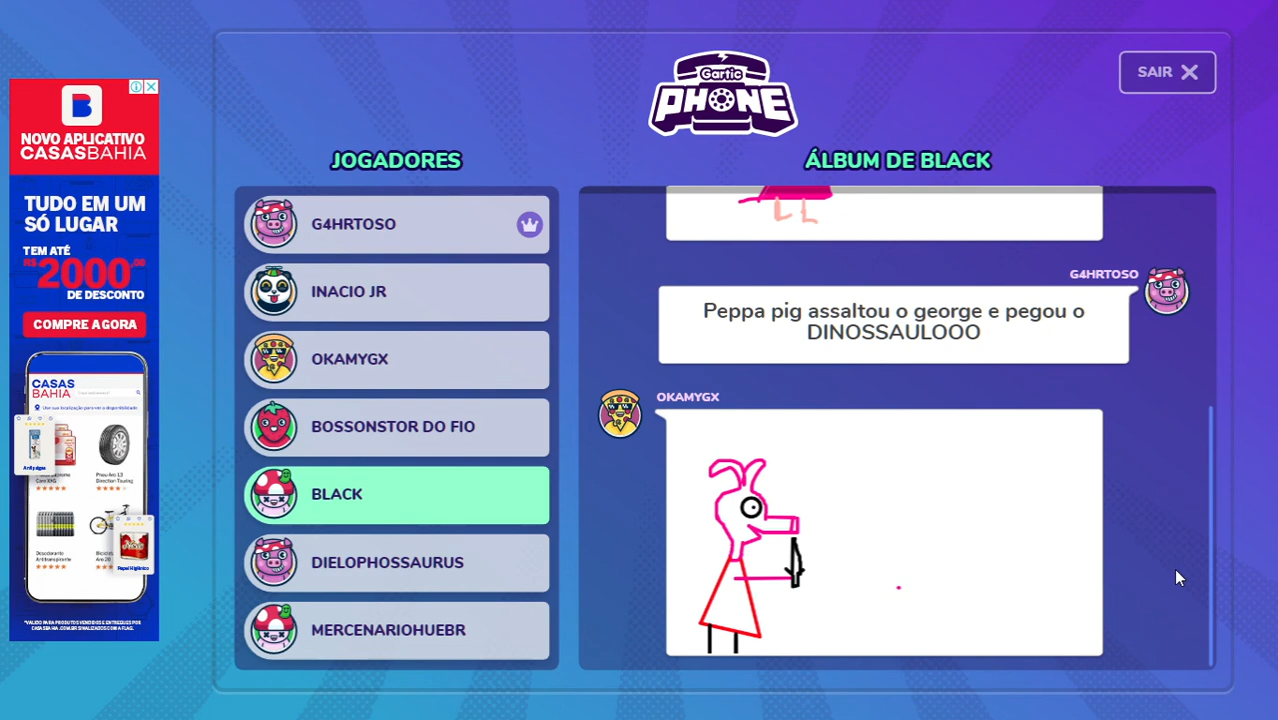 Gartic
PHONE
SAIR
JOGADORES
ÁLBUM DE BLACK
G4HRTOSO
INACIO JR
OKAMYGX
BOSSONSTOR DO FIO
BLACK
DIELOPHOSSAURUS
MERCENARIOHUEBR
G4HRTOSO
Peppa pig assaltou o george e pegou o
DINOSSAULOOO
OKAMYGX
NOVO APLICATIVO
CASASBAHIA
TUDO EM UM
SÓ LUGAR
TEM ATÉ
R$ 2000,00
DE DESCONTO
COMPRE AGORA
CASAS
BAHIA
Papel Higiênico